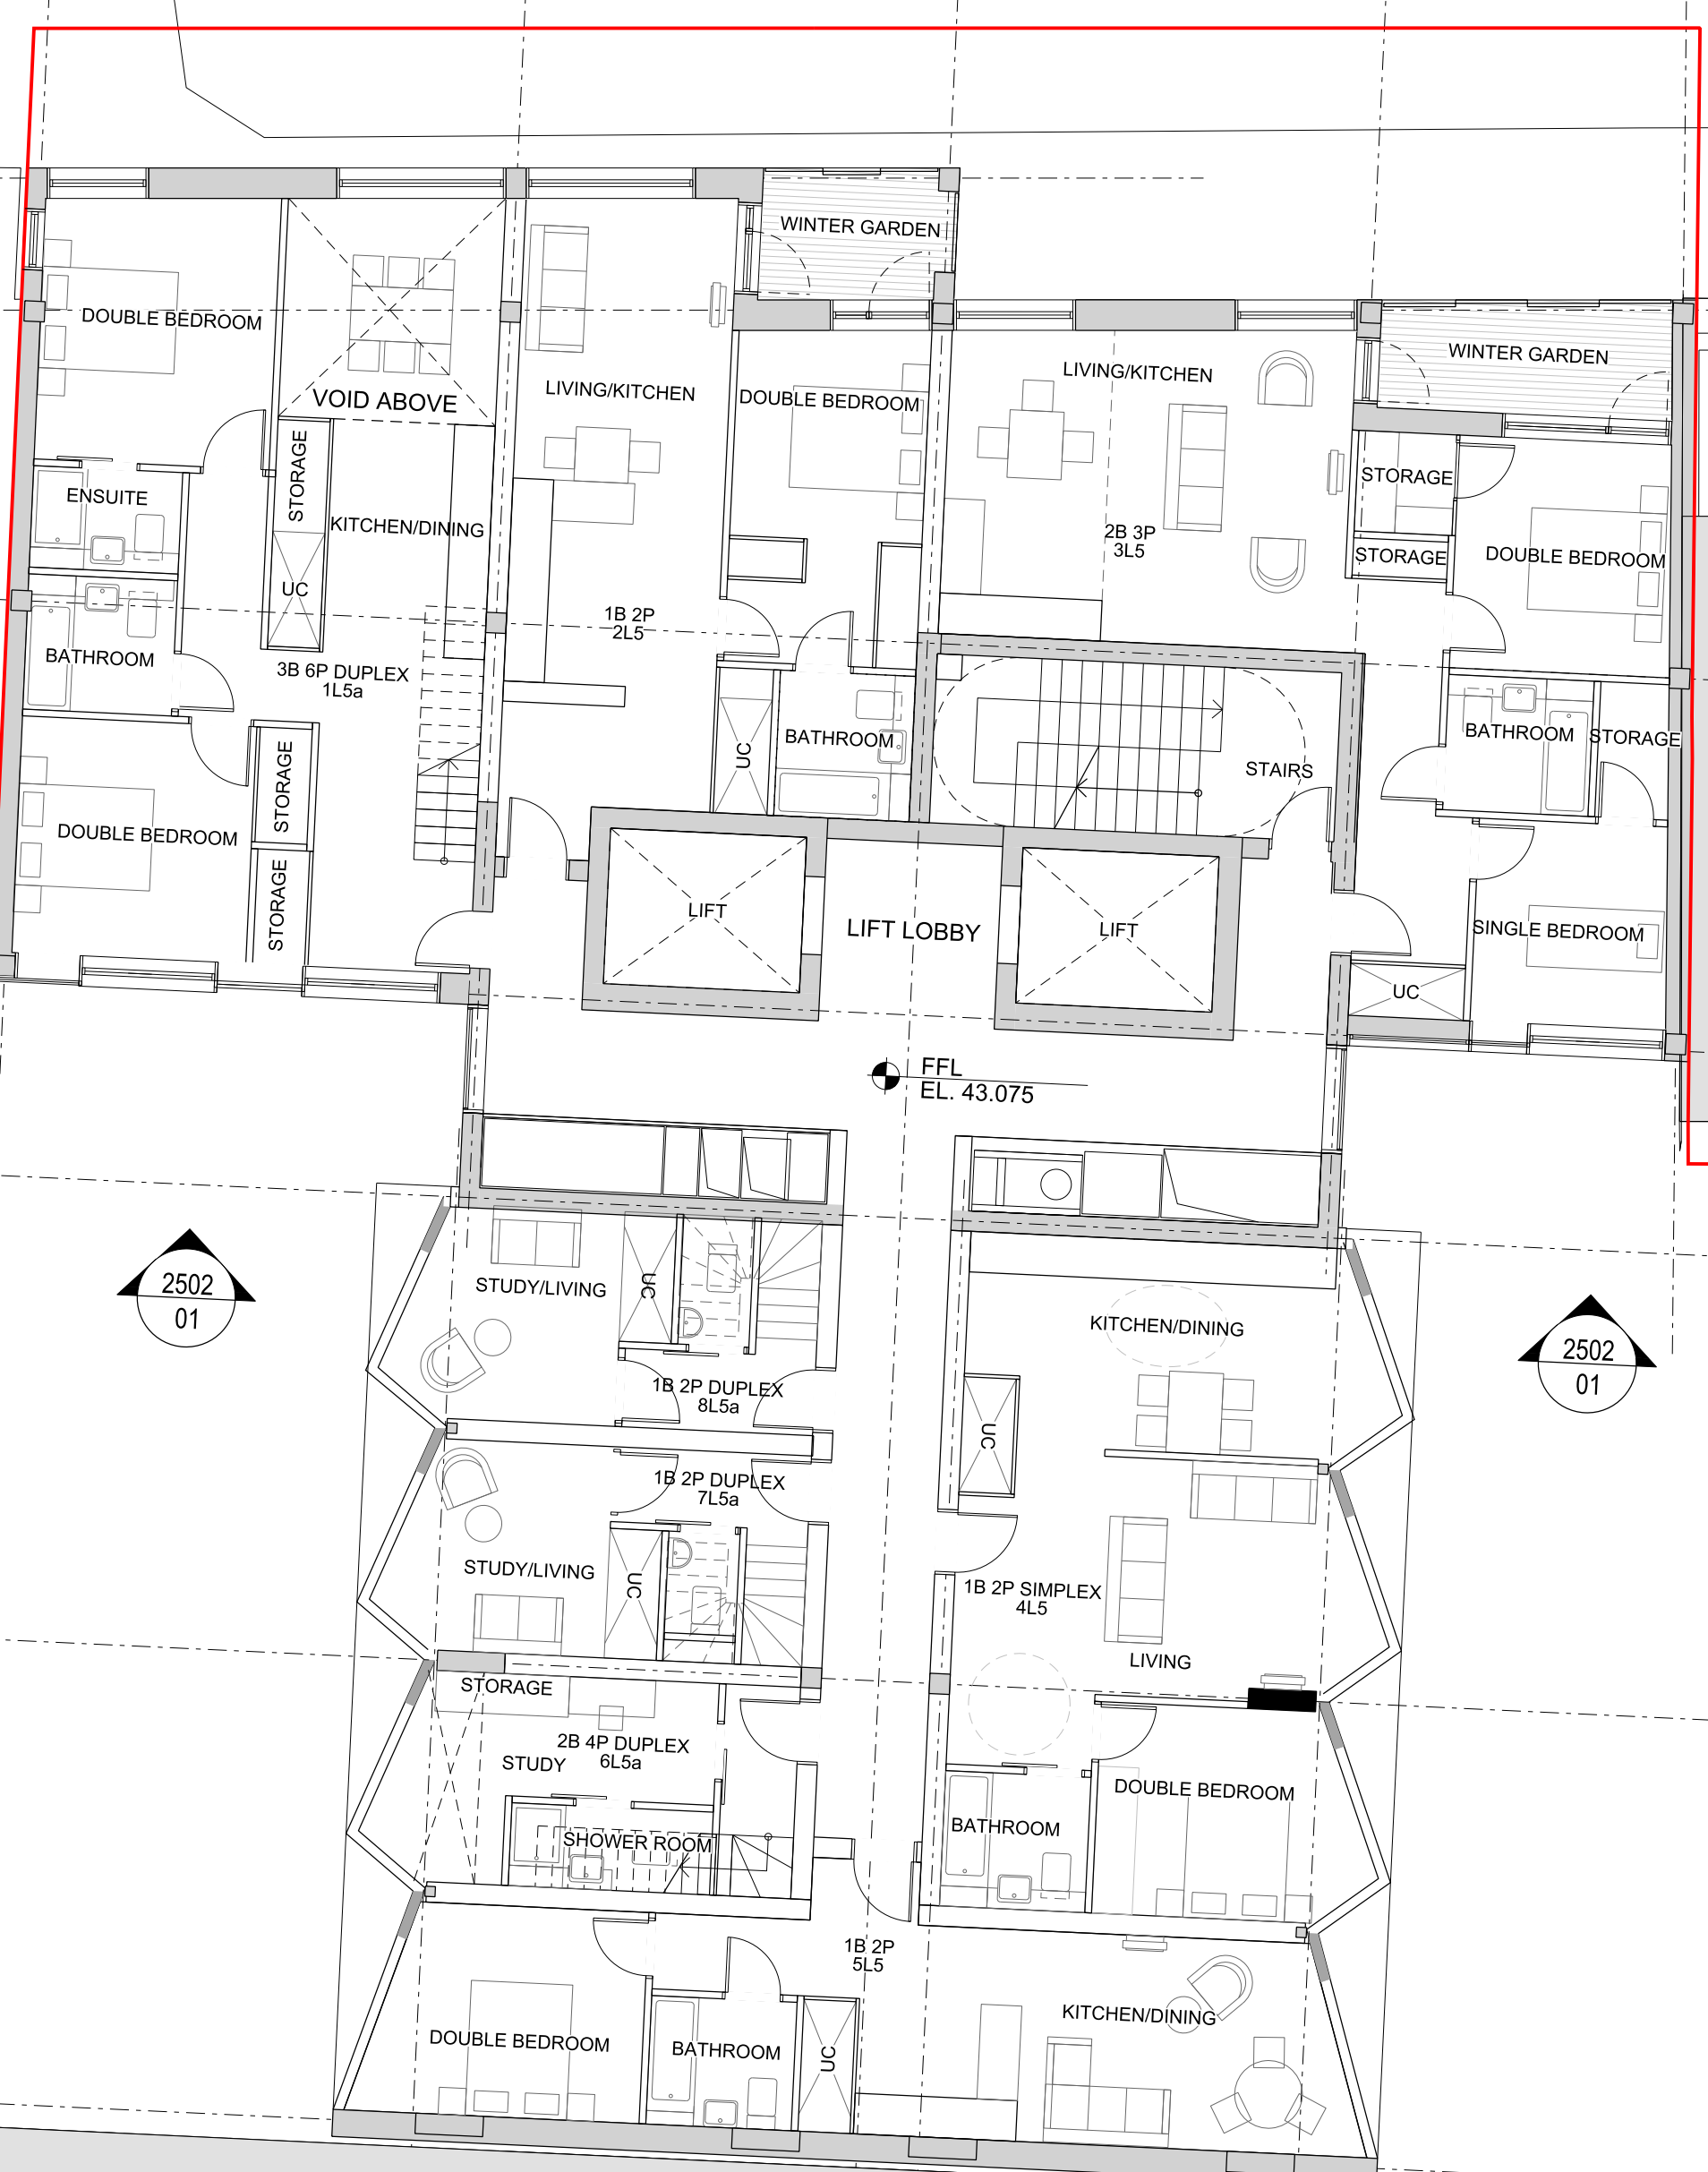 WINTER GARDEN
DOUBLE BEDROOM
VOID ABOVE
LIVING/KITCHEN
DOUBLE BEDROOM
LIVING/KITCHEN
WINTER GARDEN
ENSUITE
STORAGE
KITCHEN/DINING
UC
2B 3P
3L5
STORAGE
STORAGE
DOUBLE BEDROOM
BATHROOM
3B 6P DUPLEX
1L5a
1B 2P
2L5
UC
BATHROOM
STAIRS
BATHROOM
STORAGE
DOUBLE BEDROOM
STORAGE
STORAGE
LIFT
LIFT LOBBY
LIFT
SINGLE BEDROOM
UC
FFL
EL. 43.075
2502
01
STUDY/LIVING
UC
KITCHEN/DINING
2502
01
1B 2P DUPLEX
8L5a
UC
1B 2P DUPLEX
7L5a
STUDY/LIVING
UC
1B 2P SIMPLEX
4L5
LIVING
STORAGE
2B 4P DUPLEX
6L5a
STUDY
SHOWER ROOM
BATHROOM
DOUBLE BEDROOM
1B 2P
5L5
DOUBLE BEDROOM
BATHROOM
UC
KITCHEN/DINING